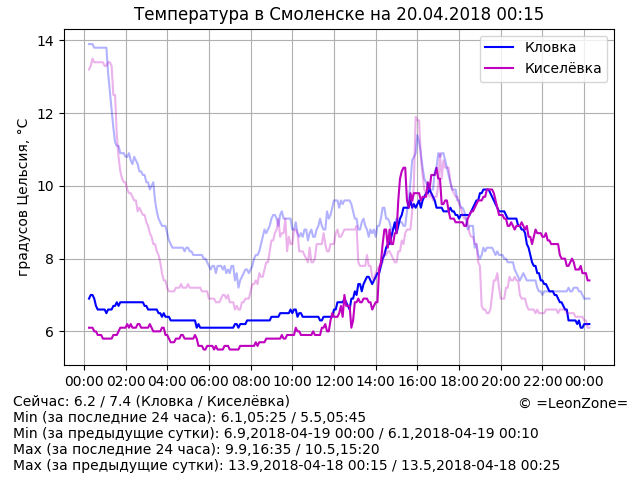 Температура в Смоленске на 20.04.2018 00:15
градусов Цельсия, °C
14
12
10
8
6
Кловка
Киселёвка
00:00 02:00 04:00 06:00 08:00 10:00 12:00 14:00 16:00 18:00 20:00 22:00 00:00
Сейчас: 6.2 / 7.4 (Кловка / Киселёвка)
© =LeonZone=
Min (за последние 24 часа): 6.1,05:25 / 5.5,05:45
Min (за предыдущие сутки): 6.9,2018-04-19 00:00 / 6.1,2018-04-19 00:10
Max (за последние 24 часа): 9.9,16:35 / 10.5,15:20
Max (за предыдущие сутки): 13.9,2018-04-18 00:15 / 13.5,2018-04-18 00:25